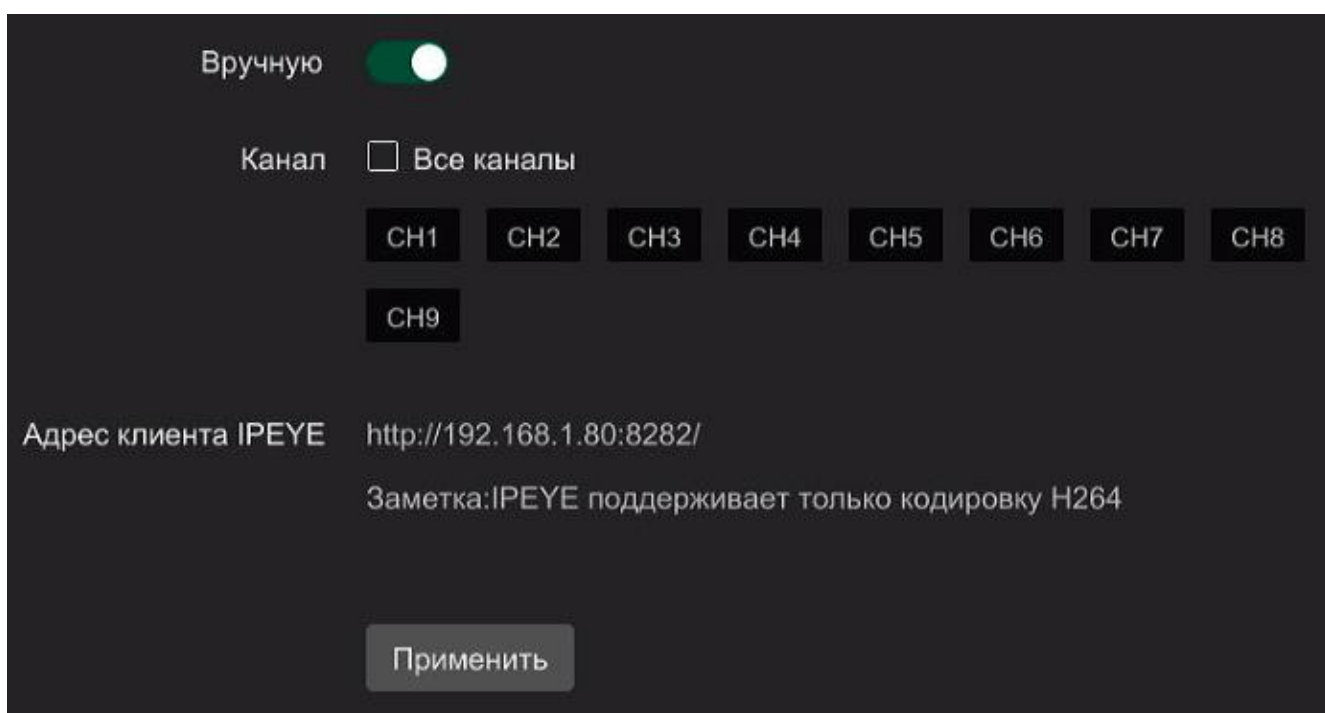 Вручную
Канал Все каналы
CH1 CH2 CH3 CH4 CH5 CH6 CH7 CH8
CH9
Адрес клиента IPEYE http://192.168.1.80:8282/
Заметка:IPEYE поддерживает только кодировку H264
Применить